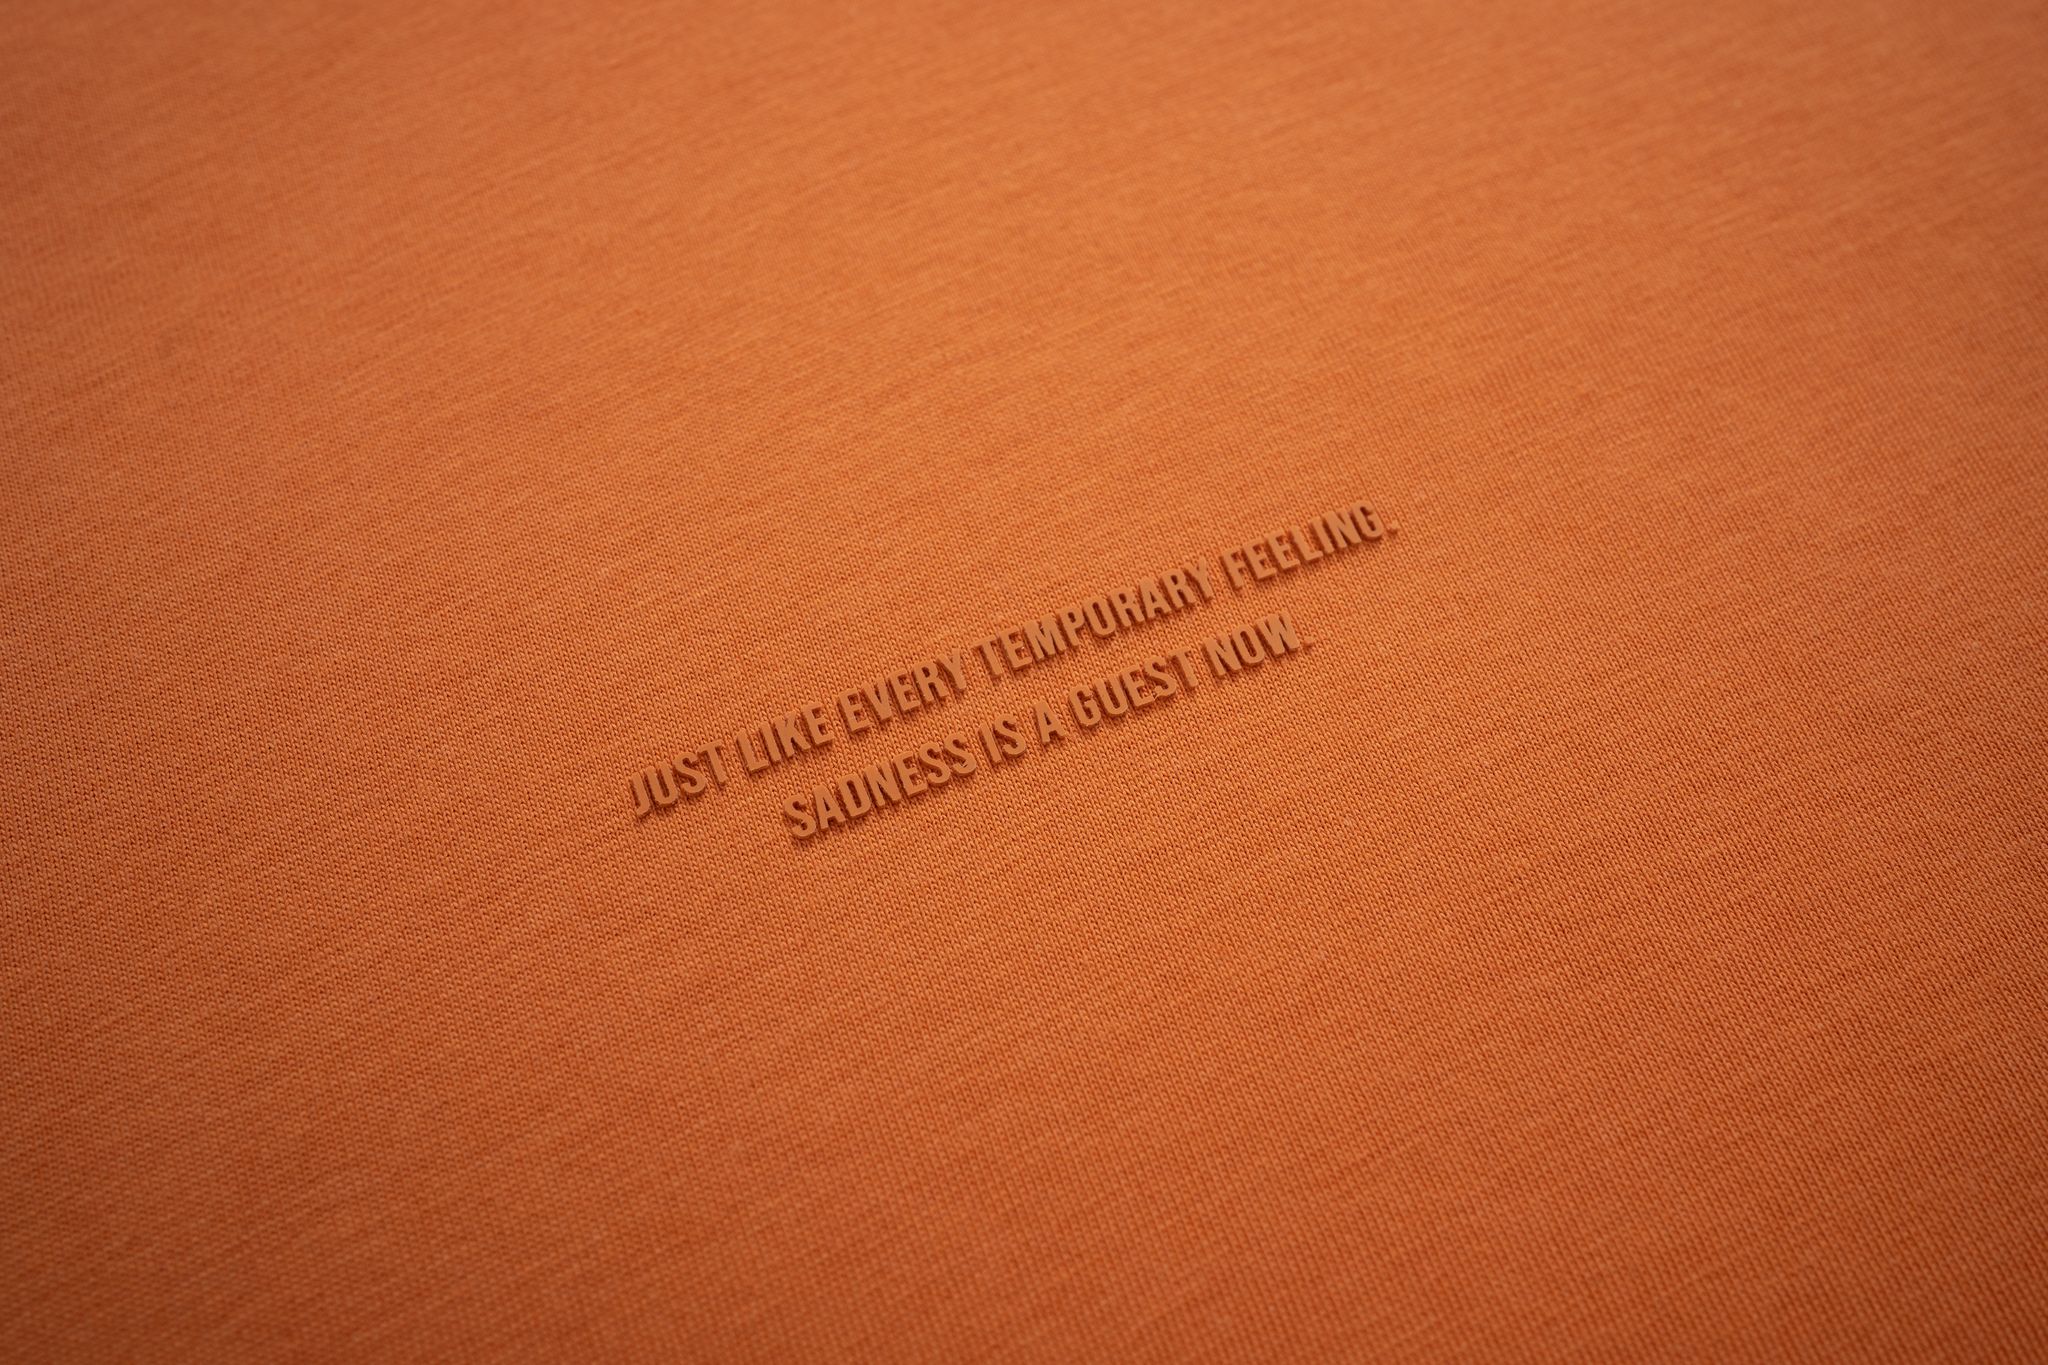 JUST LIKE EVERY TEMPORARY FEELING.
SADNESS IS A GUEST NOW.